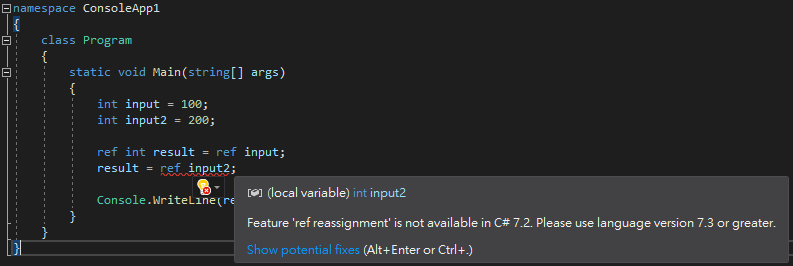 namespace ConsoleApp1
{
class Program
{
static void Main(string[] args)
{
int input = 100;
int input2 = 200;
ref int result = ref input;
result = ref input2;
Console.WriteLine(re
}
}
}
(local variable) int input2
Feature 'ref reassignment' is not available in C# 7.2. Please use language version 7.3 or greater.
Show potential fixes (Alt+Enter or Ctrl+.)